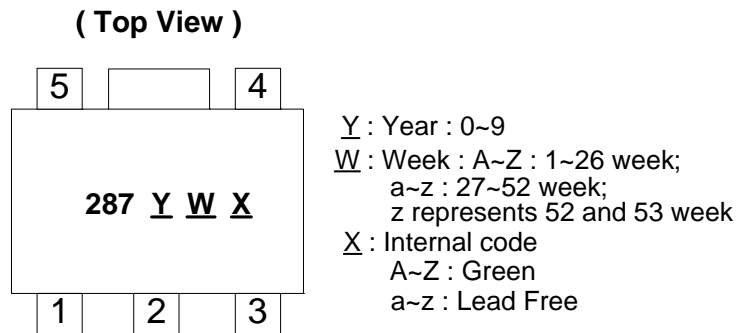 ( Top View )
5 4
287 Y W X
1 2 3
Y : Year : 0~9
W : Week : A~Z : 1~26 week;
a~z : 27~52 week;
z represents 52 and 53 week
X : Internal code
A~Z : Green
a~z : Lead Free